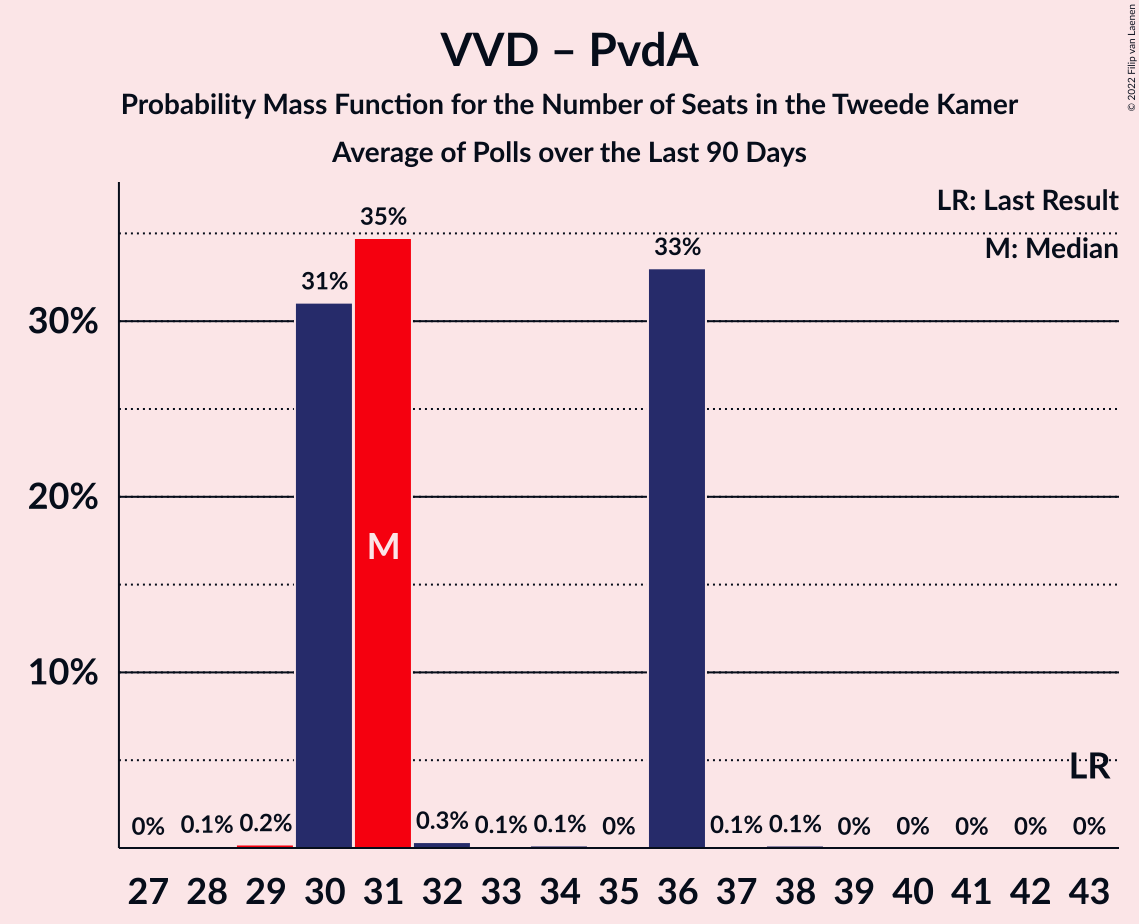 VVD – PvdA
Probability Mass Function for the Number of Seats in the Tweede Kamer
Average of Polls over the Last 90 Days
© 2022 Filip van Laenen
LR: Last Result
M: Median
35%
33%
31%
30%
20%
M
10%
LR
0% 0.1% 0.2% 0.3% 0.1% 0.1% 0% 0.1% 0.1% 0% 0% 0% 0% 0%
27 28 29 30 31 32 33 34 35 36 37 38 39 40 41 42 43